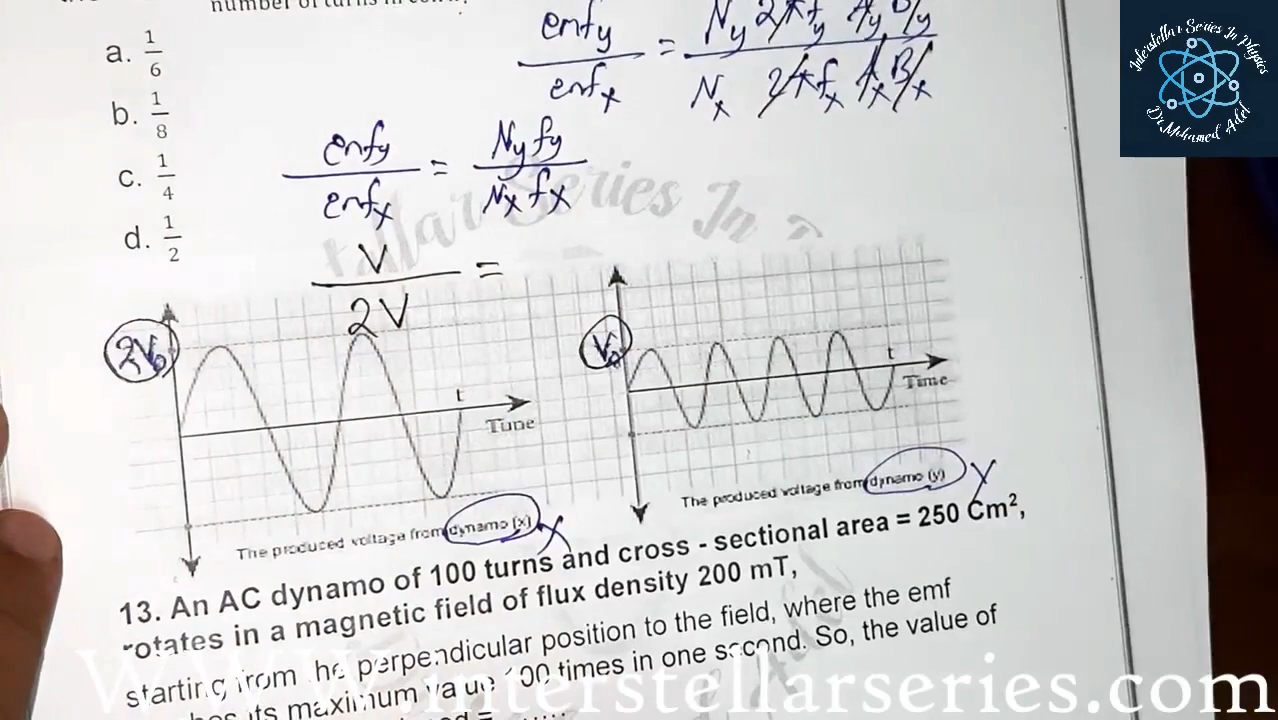 number of turns in
a. 1/6
b. 1/8
c. 1/4
d. 1/2
emfy / emfx = Ny 2πfy Ay By / Nx 2πfx Ax Bx
emfy / emfx = Ny fy / Nx fx
V / 2V =
2V₀
t
Time
The produced voltage from dynamo (x) X
V₀
t
Time
The produced voltage from dynamo (y) y
13. An AC dynamo of 100 turns and cross - sectional area = 250 Cm²,
rotates in a magnetic field of flux density 200 mT,
starting from the perpendicular position to the field, where the emf
its maximum value 100 times in one second. So, the value of
Interstellar Series In Physics
Dr. Mohamed Adel
www.interstellarseries.com